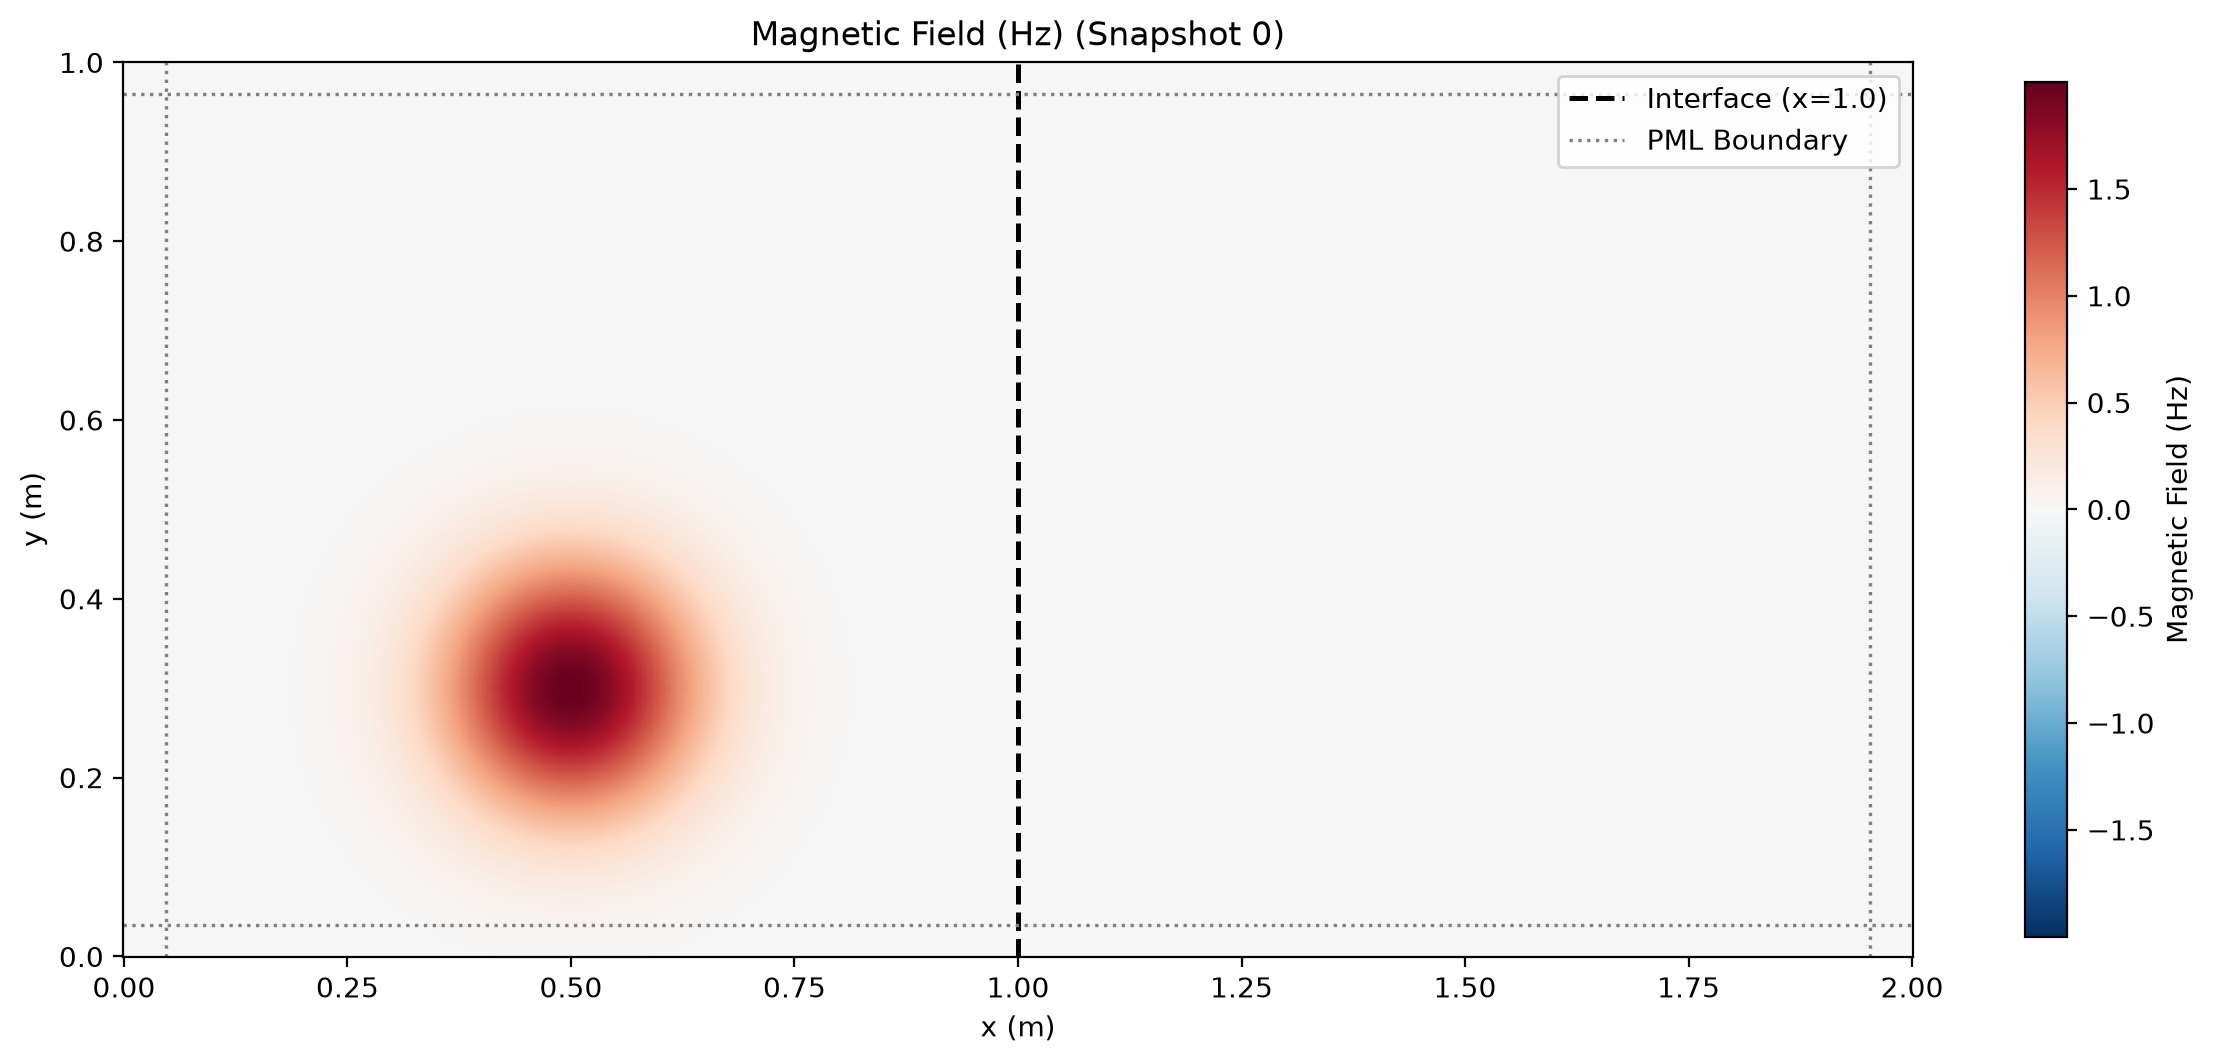 Magnetic Field (Hz) (Snapshot 0)
Interface (x=1.0)
PML Boundary
1.0
0.8
0.6
0.4
0.2
0.0
y (m)
0.00 0.25 0.50 0.75 1.00 1.25 1.50 1.75 2.00
x (m)
1.5
1.0
0.5
0.0
−0.5
−1.0
−1.5
Magnetic Field (Hz)